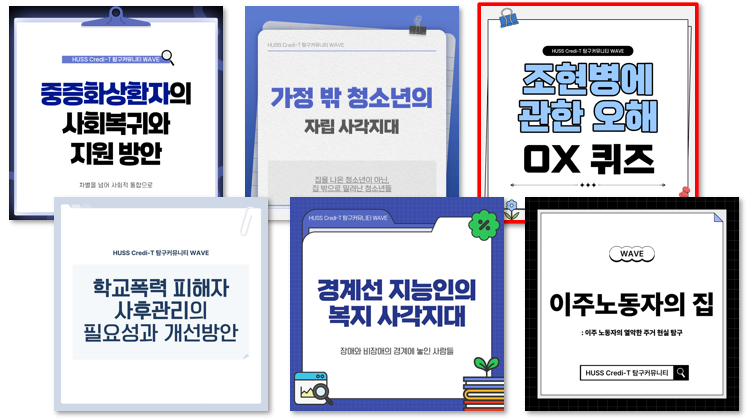 HUSS Credi-T 탐구커뮤니티 WAVE
중증화상환자의
사회복귀와
지원 방안
차별을 넘어 사회적 통합으로
HUSS Credi-T 탐구커뮤니티 WAVE
가정 밖 청소년의
자립 사각지대
집을 나온 청소년이 아닌,
집 밖으로 밀려난 청소년들
HUSS Credi-T 탐구커뮤니티 WAVE
조현병에
관한 오해
OX 퀴즈
HUSS Credi-T 탐구커뮤니티 WAVE
학교폭력 피해자
사후관리의
필요성과 개선방안
HUSS Credi-T 탐구커뮤니티 WAVE
경계선 지능인의
복지 사각지대
장애와 비장애의 경계에 놓인 사람들
WAVE
이주노동자의 집
: 이주 노동자의 열악한 주거 현실 탐구
HUSS Credi-T 탐구커뮤니티